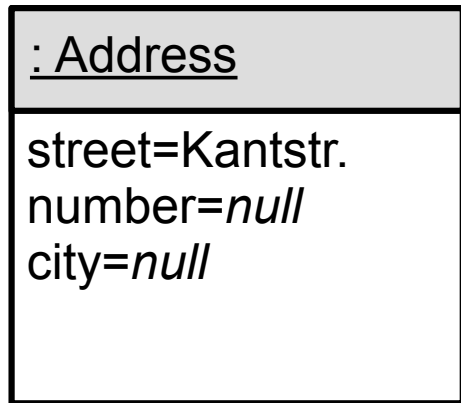 : Address
street=Kantstr.
number=null
city=null